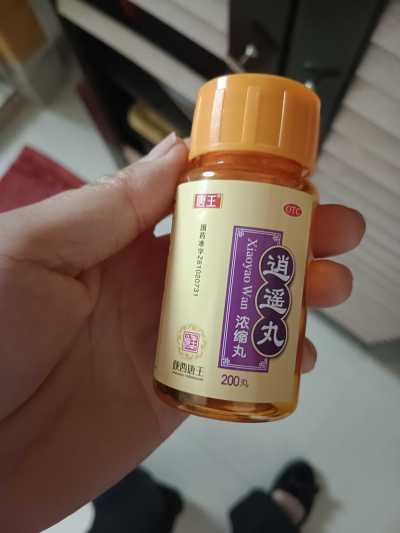 唐王
OTC
国药准字Z61020731
逍遥丸
Xiaoyao Wan
浓缩丸
200丸
陕西唐王